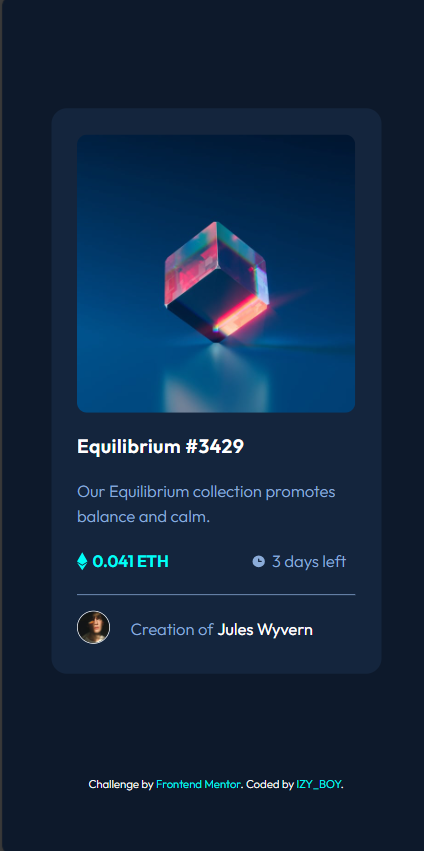 Equilibrium #3429
Our Equilibrium collection promotes
balance and calm.
0.041 ETH
3 days left
Creation of Jules Wyvern
Challenge by Frontend Mentor. Coded by IZY_BOY.